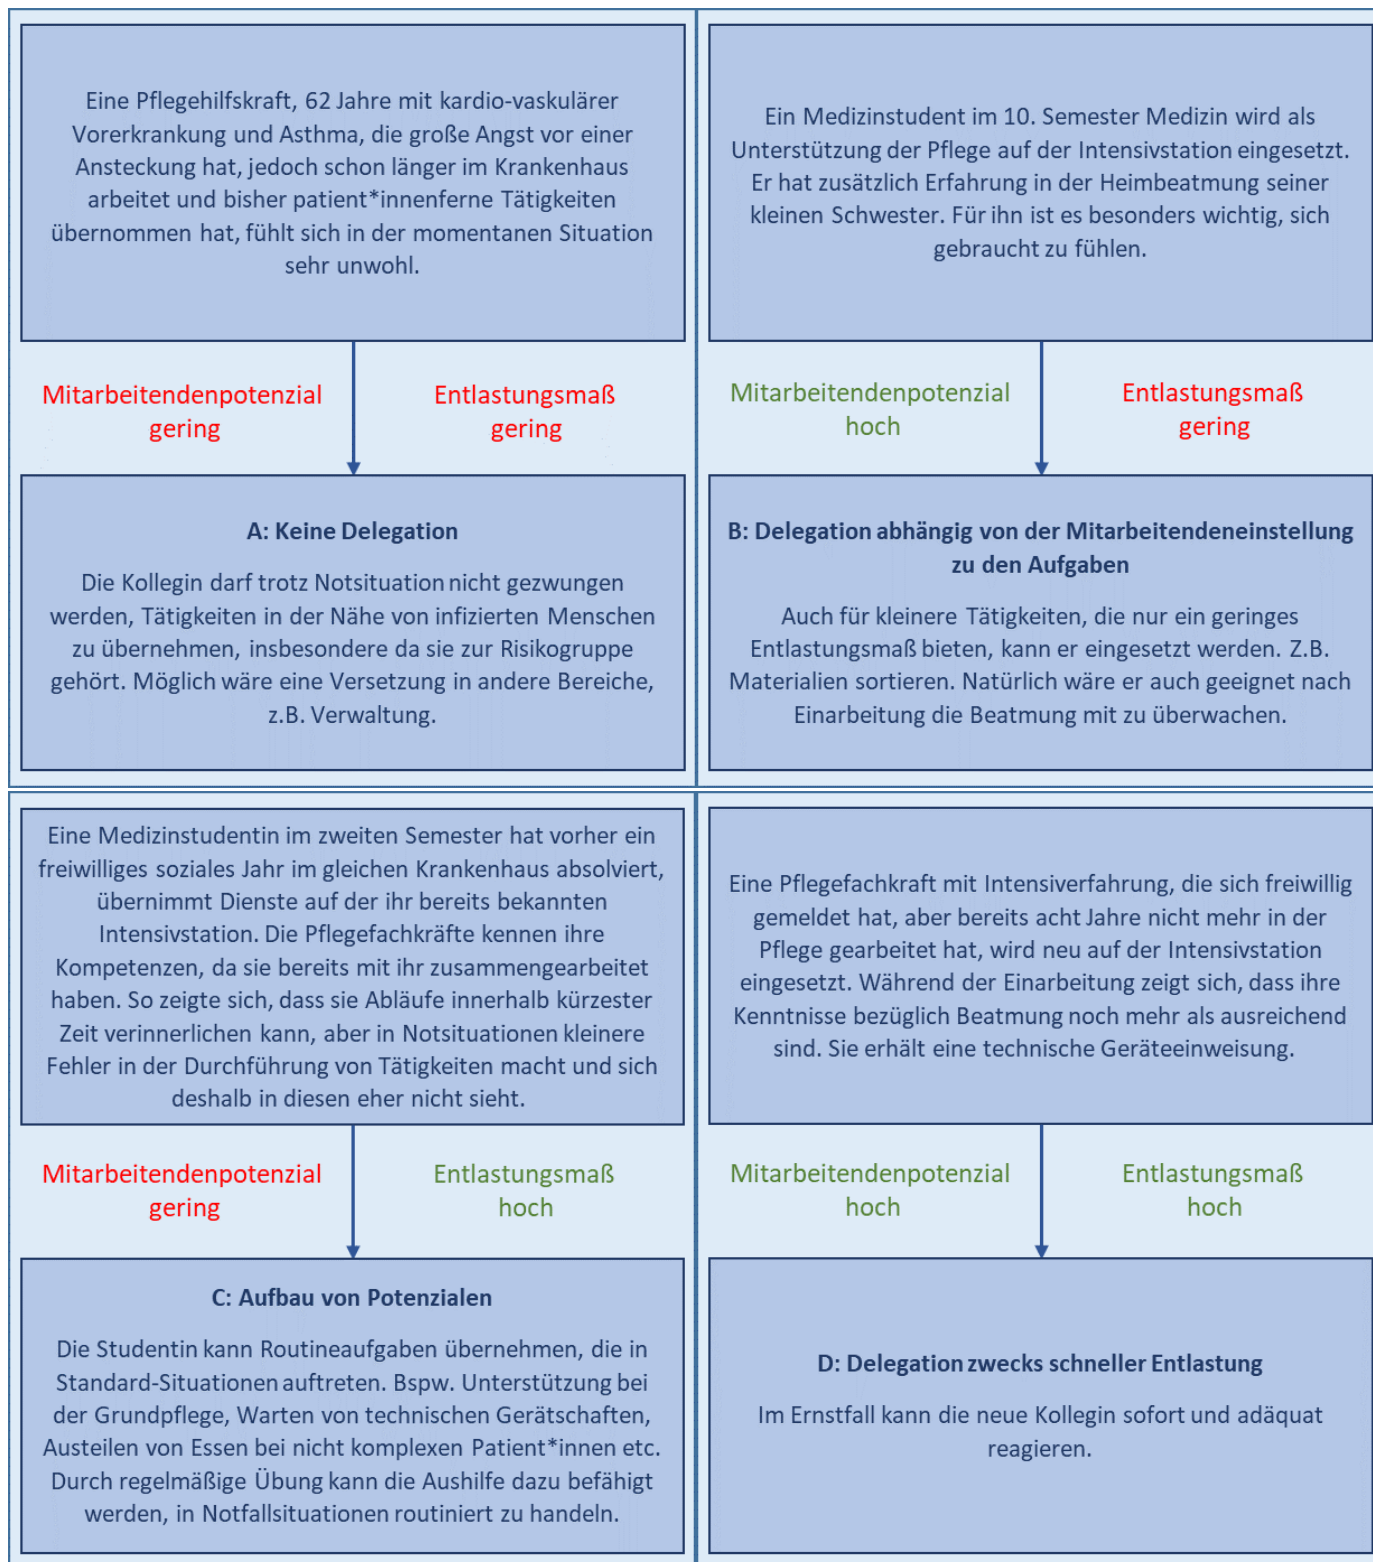 Eine Pflegehilfskraft, 62 Jahre mit kardio-vaskulärer
Vorerkrankung und Asthma, die große Angst vor einer
Ansteckung hat, jedoch schon länger im Krankenhaus
arbeitet und bisher patient*innenferne Tätigkeiten
übernommen hat, fühlt sich in der momentanen Situation
sehr unwohl.
Mitarbeitendenpotenzial
gering
Entlastungsmaß
gering
A: Keine Delegation
Die Kollegin darf trotz Notsituation nicht gezwungen
werden, Tätigkeiten in der Nähe von infizierten Menschen
zu übernehmen, insbesondere da sie zur Risikogruppe
gehört. Möglich wäre eine Versetzung in andere Bereiche,
z.B. Verwaltung.
Ein Medizinstudent im 10. Semester Medizin wird als
Unterstützung der Pflege auf der Intensivstation eingesetzt.
Er hat zusätzlich Erfahrung in der Heimbeatmung seiner
kleinen Schwester. Für ihn ist es besonders wichtig, sich
gebraucht zu fühlen.
Mitarbeitendenpotenzial
hoch
Entlastungsmaß
gering
B: Delegation abhängig von der Mitarbeitendeneinstellung
zu den Aufgaben
Auch für kleinere Tätigkeiten, die nur ein geringes
Entlastungsmaß bieten, kann er eingesetzt werden. Z.B.
Materialien sortieren. Natürlich wäre er auch geeignet nach
Einarbeitung die Beatmung mit zu überwachen.
Eine Medizinstudentin im zweiten Semester hat vorher ein
freiwilliges soziales Jahr im gleichen Krankenhaus absolviert,
übernimmt Dienste auf der ihr bereits bekannten
Intensivstation. Die Pflegefachkräfte kennen ihre
Kompetenzen, da sie bereits mit ihr zusammengearbeitet
haben. So zeigte sich, dass sie Abläufe innerhalb kürzester
Zeit verinnerlichen kann, aber in Notsituationen kleinere
Fehler in der Durchführung von Tätigkeiten macht und sich
deshalb in diesen eher nicht sieht.
Mitarbeitendenpotenzial
gering
Entlastungsmaß
hoch
C: Aufbau von Potenzialen
Die Studentin kann Routineaufgaben übernehmen, die in
Standard-Situationen auftreten. Bspw. Unterstützung bei
der Grundpflege, Warten von technischen Gerätschaften,
Austeilen von Essen bei nicht komplexen Patient*innen etc.
Durch regelmäßige Übung kann die Aushilfe dazu befähigt
werden, in Notfallsituationen routiniert zu handeln.
Eine Pflegefachkraft mit Intensiverfahrung, die sich freiwillig
gemeldet hat, aber bereits acht Jahre nicht mehr in der
Pflege gearbeitet hat, wird neu auf der Intensivstation
eingesetzt. Während der Einarbeitung zeigt sich, dass ihre
Kenntnisse bezüglich Beatmung noch mehr als ausreichend
sind. Sie erhält eine technische Geräteeinweisung.
Mitarbeitendenpotenzial
hoch
Entlastungsmaß
hoch
D: Delegation zwecks schneller Entlastung
Im Ernstfall kann die neue Kollegin sofort und adäquat
reagieren.